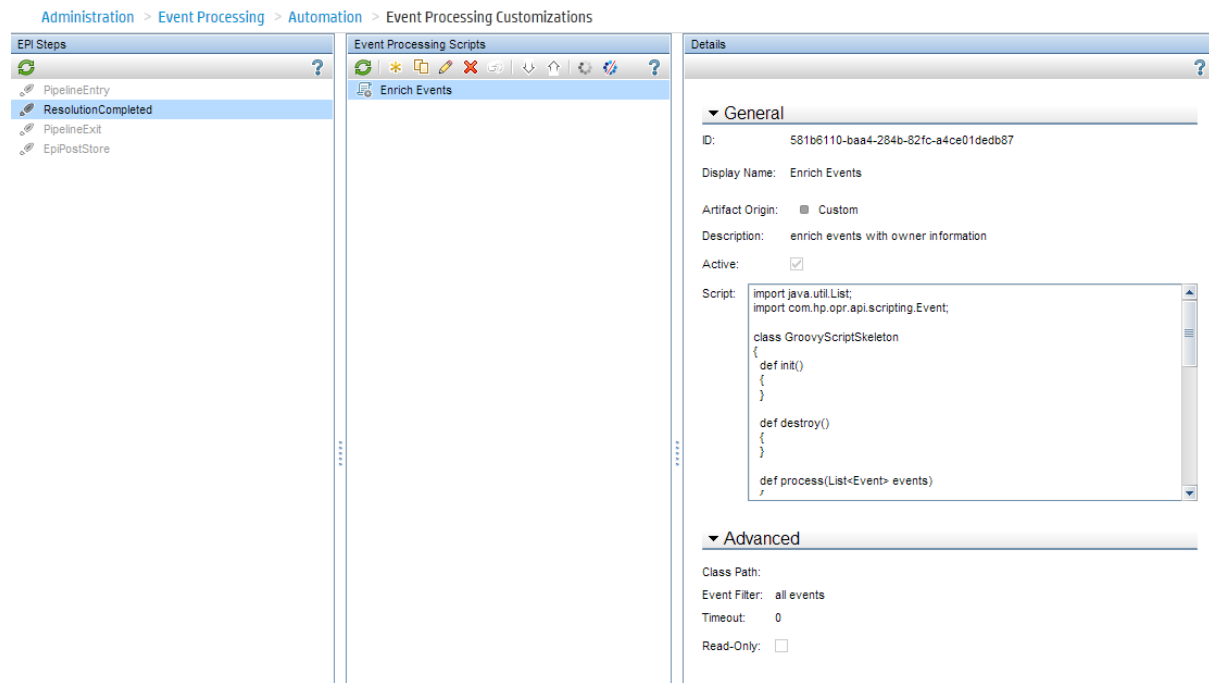 Administration > Event Processing > Automation > Event Processing Customizations
EPI Steps
?
PipelineEntry
ResolutionCompleted
PipelineExit
EpiPostStore
Event Processing Scripts
?
Enrich Events
Details
?
General
ID: 581b6110-baa4-284b-82fc-a4ce01dedb87
Display Name: Enrich Events
Artifact Origin: Custom
Description: enrich events with owner information
Active:
Script: import java.util.List;
import com.hp.opr.api.scripting.Event;
class GroovyScriptSkeleton
{
def init()
{
}
def destroy()
{
}
def process(List<Event> events)
Advanced
Class Path:
Event Filter: all events
Timeout: 0
Read-Only: